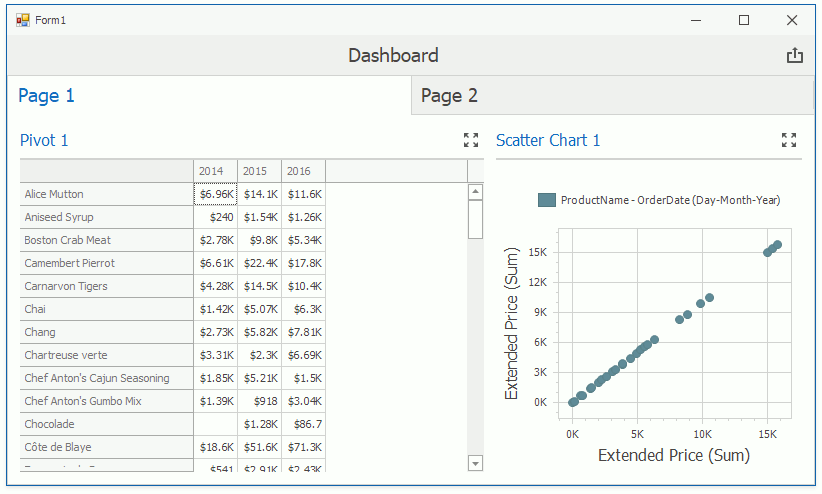 Form1
Dashboard
Page 1
Page 2
Pivot 1
2014 2015 2016
Alice Mutton $6.96K $14.1K $11.6K
Aniseed Syrup $240 $1.54K $1.26K
Boston Crab Meat $2.78K $9.8K $5.34K
Camembert Pierrot $6.61K $22.4K $17.8K
Carnarvon Tigers $4.28K $14.5K $10.4K
Chai $1.42K $5.07K $6.3K
Chang $2.73K $5.82K $7.81K
Chartreuse verte $3.31K $2.3K $6.69K
Chef Anton's Cajun Seasoning $1.85K $5.21K $1.5K
Chef Anton's Gumbo Mix $1.39K $918 $3.04K
Chocolade $1.28K $86.7
Côte de Blaye $18.6K $51.6K $71.3K
$541 $2.91K $2.43K
Scatter Chart 1
ProductName - OrderDate (Day-Month-Year)
Extended Price (Sum)
15K
12K
9K
6K
3K
0K
0K 5K 10K 15K
Extended Price (Sum)